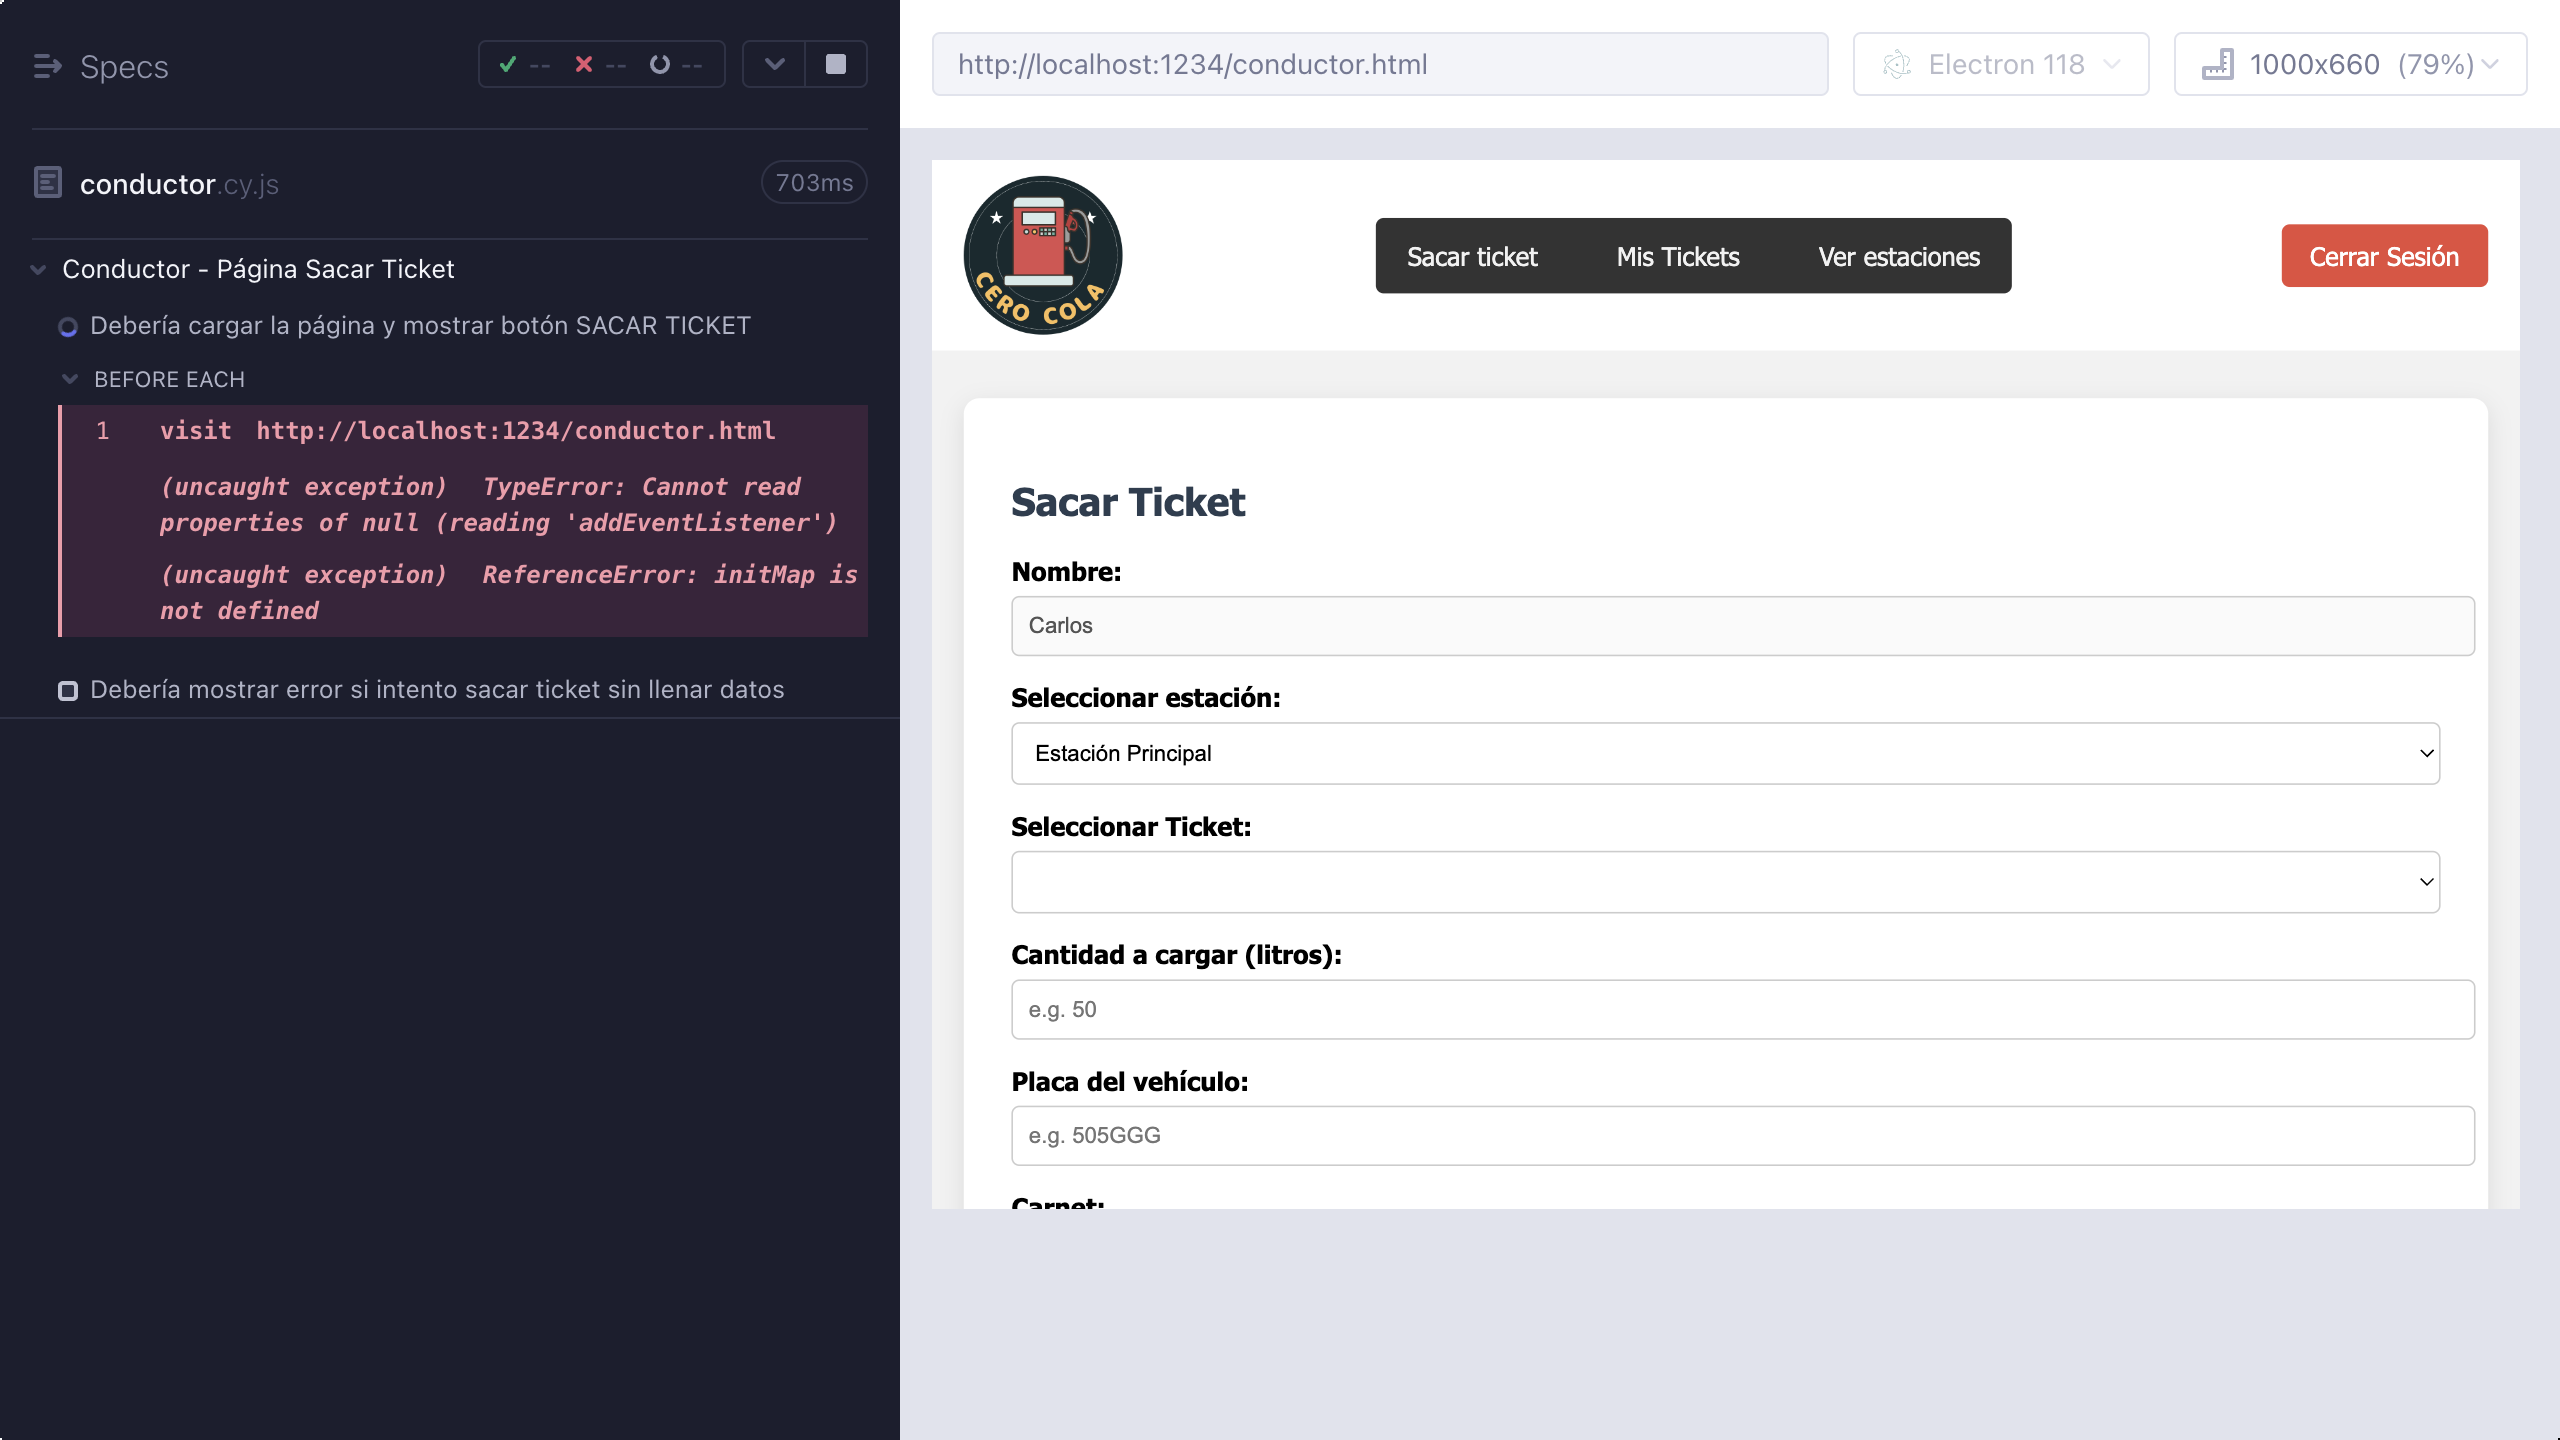 Specs
--
--
--
conductor.cy.js
703ms
Conductor - Página Sacar Ticket
Debería cargar la página y mostrar botón SACAR TICKET
BEFORE EACH
1 visit http://localhost:1234/conductor.html
(uncaught exception) TypeError: Cannot read
properties of null (reading 'addEventListener')
(uncaught exception) ReferenceError: initMap is
not defined
Debería mostrar error si intento sacar ticket sin llenar datos
http://localhost:1234/conductor.html
Electron 118
1000x660 (79%)
CERO COLA
Sacar ticket
Mis Tickets
Ver estaciones
Cerrar Sesión
Sacar Ticket
Nombre:
Carlos
Seleccionar estación:
Estación Principal
Seleccionar Ticket:
Cantidad a cargar (litros):
e.g. 50
Placa del vehículo:
e.g. 505GGG
Carnet: